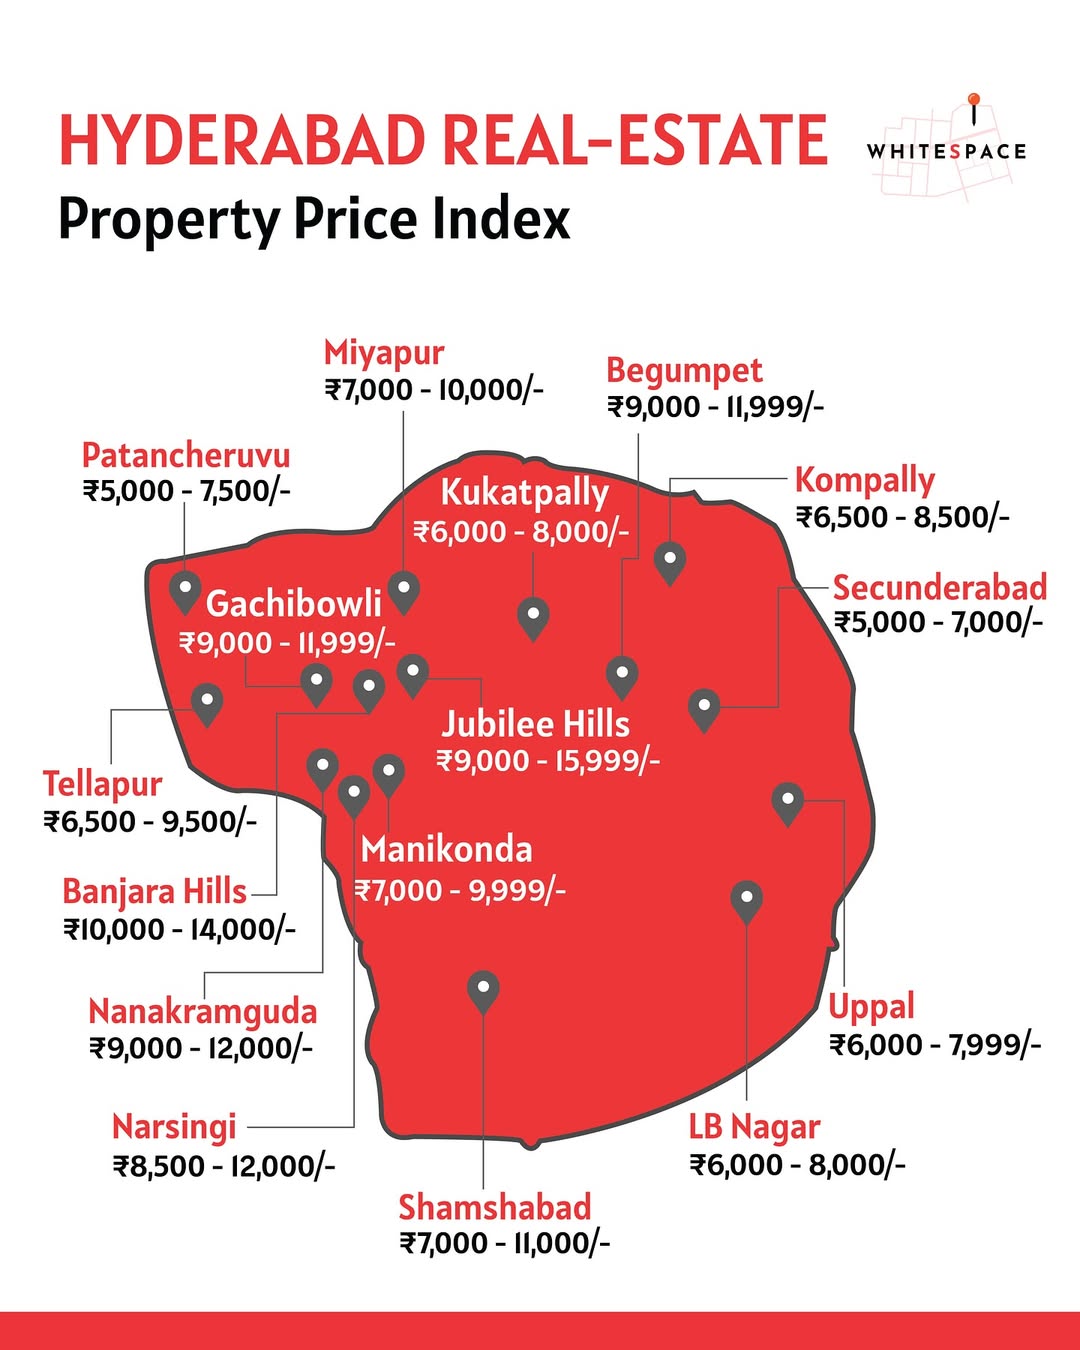 HYDERABAD REAL-ESTATE
WHITESPACE
Property Price Index
Miyapur
₹7,000 - 10,000/-
Begumpet
₹9,000 - 11,999/-
Patancheruvu
₹5,000 - 7,500/-
Kukatpally
₹6,000 - 8,000/-
Kompally
₹6,500 - 8,500/-
Gachibowli
₹9,000 - 11,999/-
Secunderabad
₹5,000 - 7,000/-
Jubilee Hills
₹9,000 - 15,999/-
Tellapur
₹6,500 - 9,500/-
Manikonda
₹7,000 - 9,999/-
Banjara Hills
₹10,000 - 14,000/-
Nanakramguda
₹9,000 - 12,000/-
Uppal
₹6,000 - 7,999/-
Narsingi
₹8,500 - 12,000/-
LB Nagar
₹6,000 - 8,000/-
Shamshabad
₹7,000 - 11,000/-